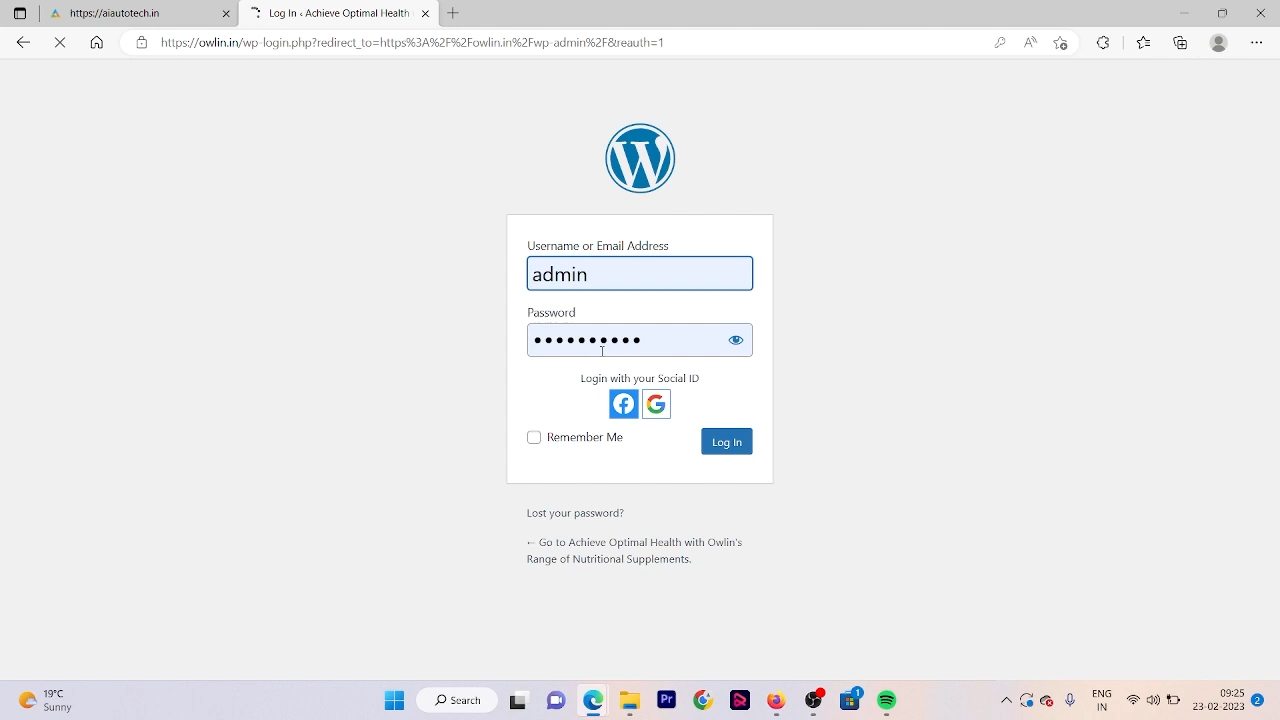 https://aiautotech.in
Log In ‹ Achieve Optimal Health
https://owlin.in/wp-login.php?redirect_to=https%3A%2F%2Fowlin.in%2Fwp-admin%2F&reauth=1
Username or Email Address
admin
Password
Login with your Social ID
Remember Me
Log In
Lost your password?
← Go to Achieve Optimal Health with Owlin's
Range of Nutritional Supplements.
19°C
Sunny
Search
Pr
1
ENG
IN
09:25
23-02-2023
2